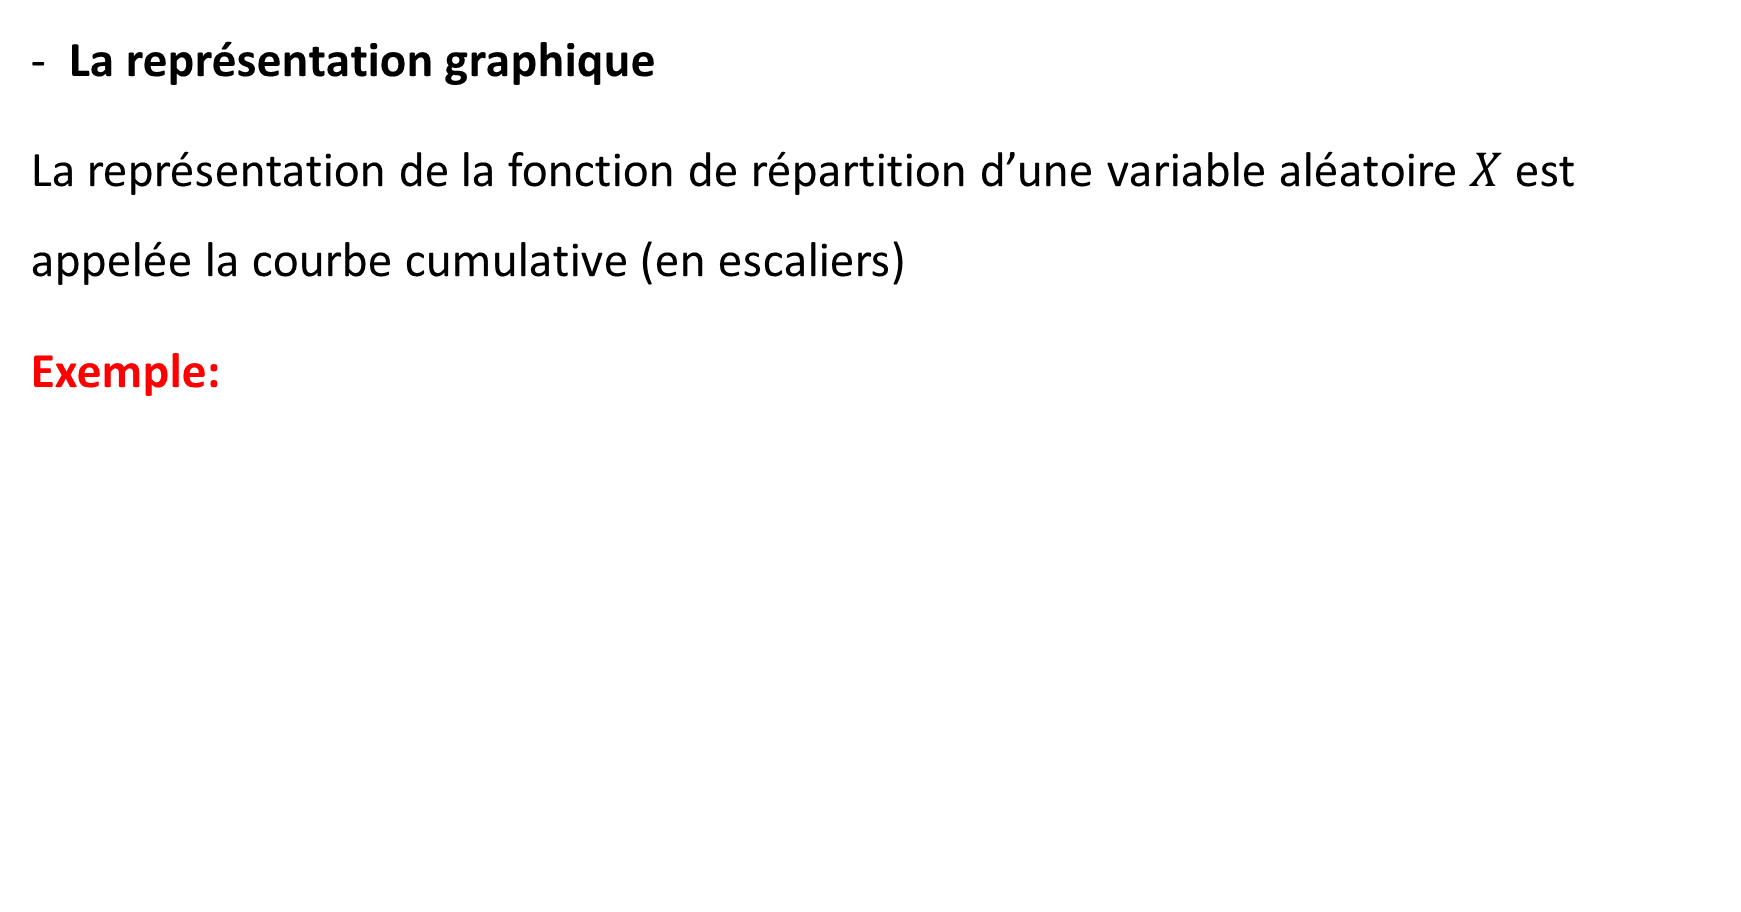 - La représentation graphique
La représentation de la fonction de répartition d’une variable aléatoire X est
appelée la courbe cumulative (en escaliers)
Exemple: